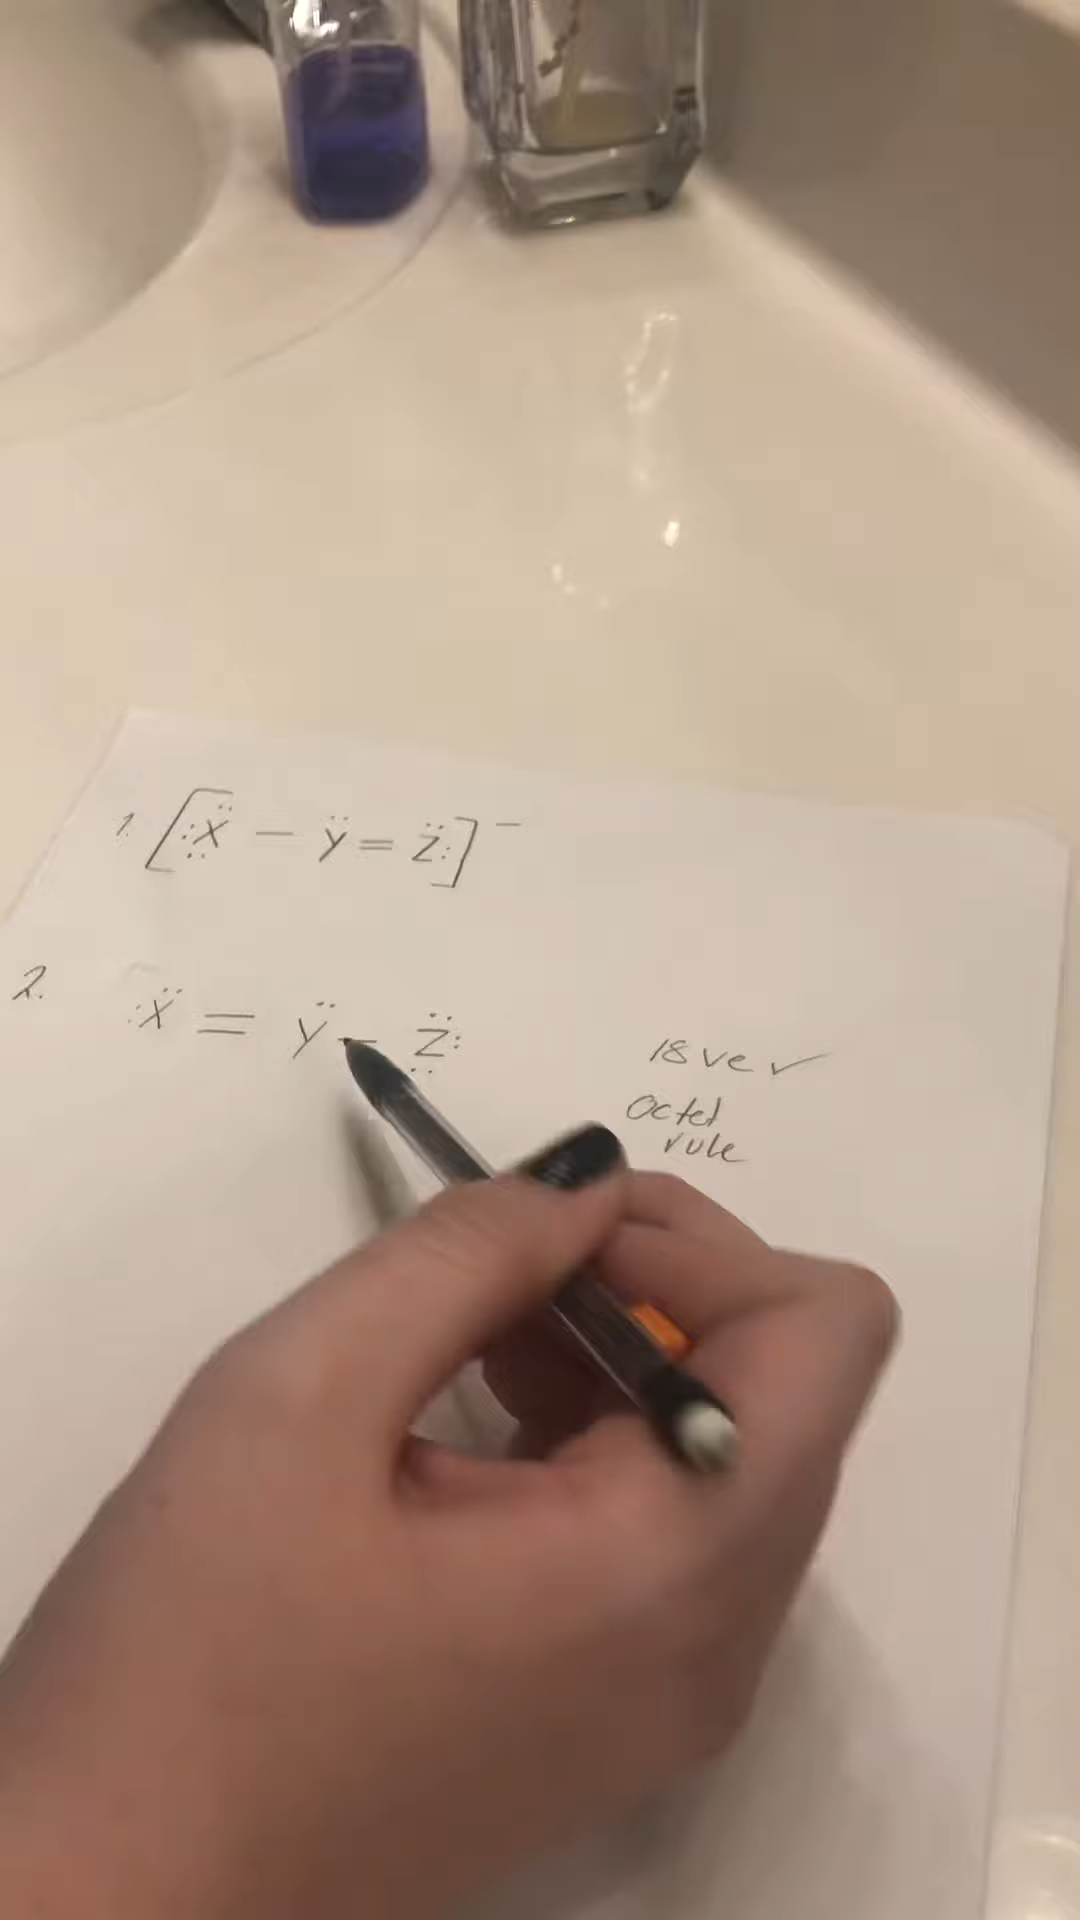 1. [:Ẍ: − Ÿ = Z̈:]⁻
2. :Ẍ = Ÿ − Z̈:
18 ve ✓
Octet
rule